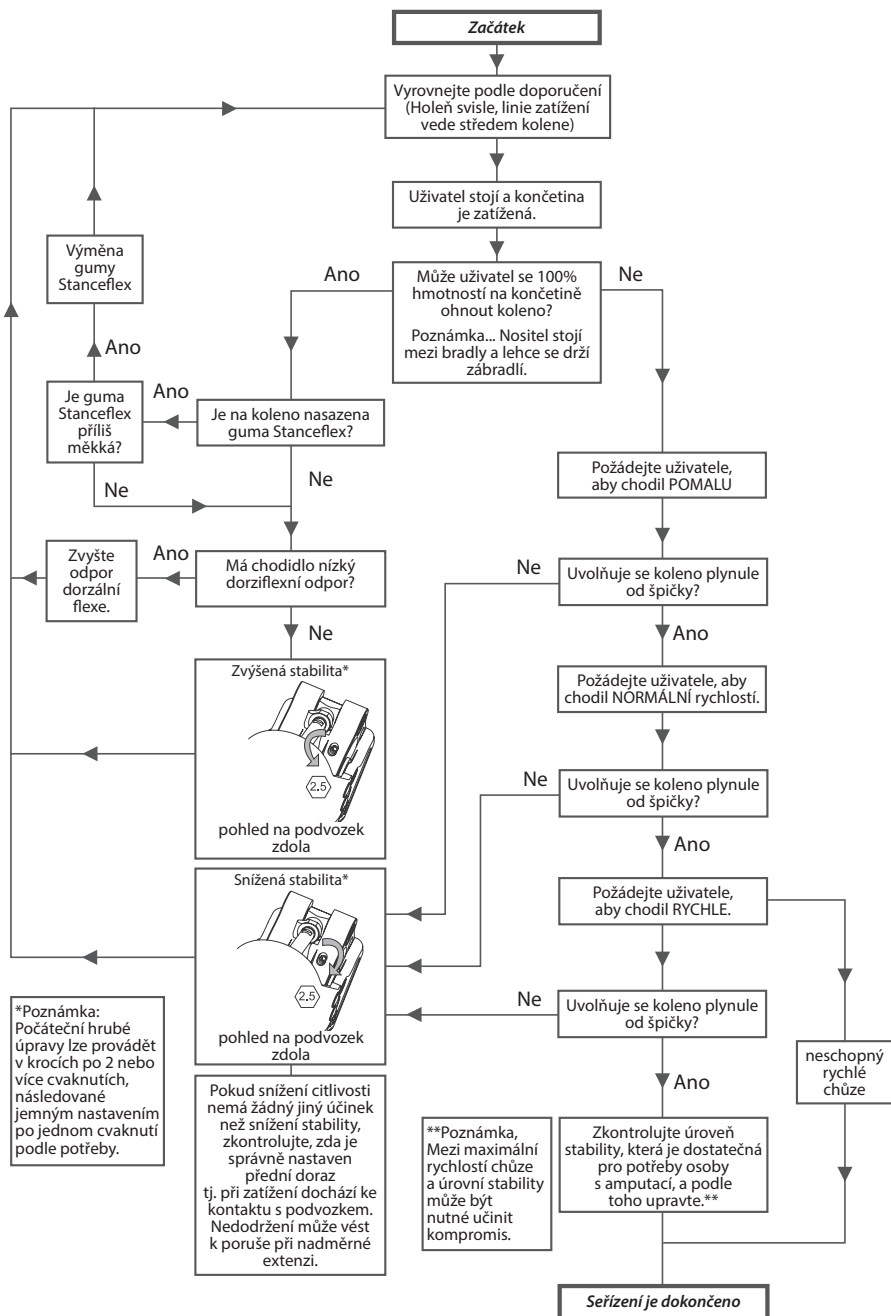 Začátek
Vyrovnejte podle doporučení
(Holeň svisle, linie zatížení
vede středem kolene)
Uživatel stojí a končetina
je zatížená.
Může uživatel se 100%
hmotností na končetině
ohnout koleno?
Poznámka... Nositel stojí
mezi bradly a lehce se drží
zábradlí.
Ano
Ne
Výměna
gumy
Stanceflex
Ano
Je guma
Stanceflex
příliš
měkká?
Ano
Je na koleno nasazena
guma Stanceflex?
Ne
Ne
Požádejte uživatele,
aby chodil POMALU
Zvyšte
odpor
dorzální
flexe.
Ano
Má chodidlo nízký
dorziflexní odpor?
Ne
Ne
Uvolňuje se koleno plynule
od špičky?
Ano
Zvýšená stabilita*
2.5
pohled na podvozek
zdola
Požádejte uživatele, aby
chodil NORMÁLNÍ rychlostí.
Ne
Uvolňuje se koleno plynule
od špičky?
Ano
Snížená stabilita*
2.5
pohled na podvozek
zdola
Požádejte uživatele,
aby chodil RYCHLE.
Ne
Uvolňuje se koleno plynule
od špičky?
Ano
neschopný
rychlé
chůze
*Poznámka:
Počáteční hrubé
úpravy lze provádět
v krocích po 2 nebo
více cvaknutích,
následované
jemným nastavením
po jednom cvaknutí
podle potřeby.
Pokud snížení citlivosti
nemá žádný jiný účinek
než snížení stability,
zkontrolujte, zda je
správně nastaven
přední doraz
tj. při zatížení dochází ke
kontaktu s podvozkem.
Nedodržení může vést
k poruše při nadměrné
extenzi.
**Poznámka,
Mezi maximální
rychlostí chůze
a úrovní stability
může být
nutné učinit
kompromis.
Zkontrolujte úroveň
stability, která je dostatečná
pro potřeby osoby
s amputací, a podle
toho upravte.**
Seřízení je dokončeno